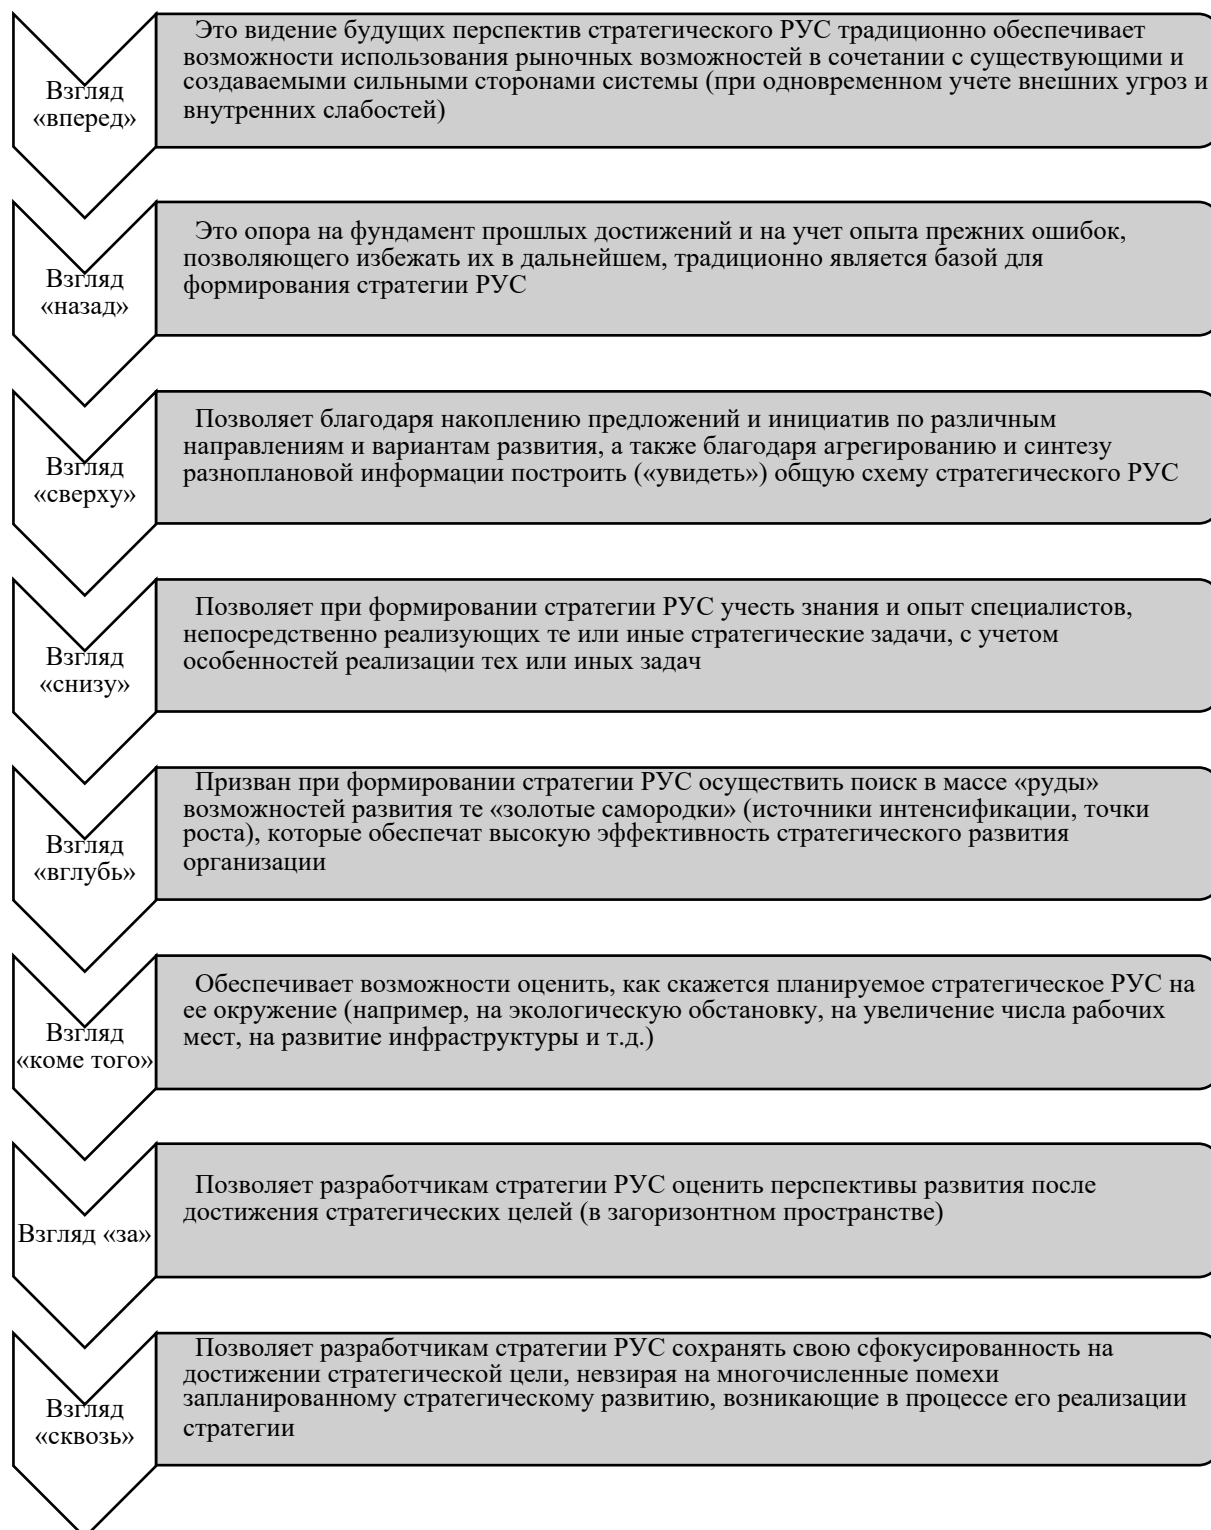 Взгляд
«вперед»
Это видение будущих перспектив стратегического РУС традиционно обеспечивает
возможности использования рыночных возможностей в сочетании с существующими и
создаваемыми сильными сторонами системы (при одновременном учете внешних угроз и
внутренних слабостей)
Взгляд
«назад»
Это опора на фундамент прошлых достижений и на учет опыта прежних ошибок,
позволяющего избежать их в дальнейшем, традиционно является базой для
формирования стратегии РУС
Взгляд
«сверху»
Позволяет благодаря накоплению предложений и инициатив по различным
направлениям и вариантам развития, а также благодаря агрегированию и синтезу
разноплановой информации построить («увидеть») общую схему стратегического РУС
Взгляд
«снизу»
Позволяет при формировании стратегии РУС учесть знания и опыт специалистов,
непосредственно реализующих те или иные стратегические задачи, с учетом
особенностей реализации тех или иных задач
Взгляд
«вглубь»
Призван при формировании стратегии РУС осуществить поиск в массе «руды»
возможностей развития те «золотые самородки» (источники интенсификации, точки
роста), которые обеспечат высокую эффективность стратегического развития
организации
Взгляд
«коме того»
Обеспечивает возможности оценить, как скажется планируемое стратегическое РУС на
ее окружение (например, на экологическую обстановку, на увеличение числа рабочих
мест, на развитие инфраструктуры и т.д.)
Взгляд «за»
Позволяет разработчикам стратегии РУС оценить перспективы развития после
достижения стратегических целей (в загоризонтном пространстве)
Взгляд
«сквозь»
Позволяет разработчикам стратегии РУС сохранять свою сфокусированность на
достижении стратегической цели, невзирая на многочисленные помехи
запланированному стратегическому развитию, возникающие в процессе его реализации
стратегии